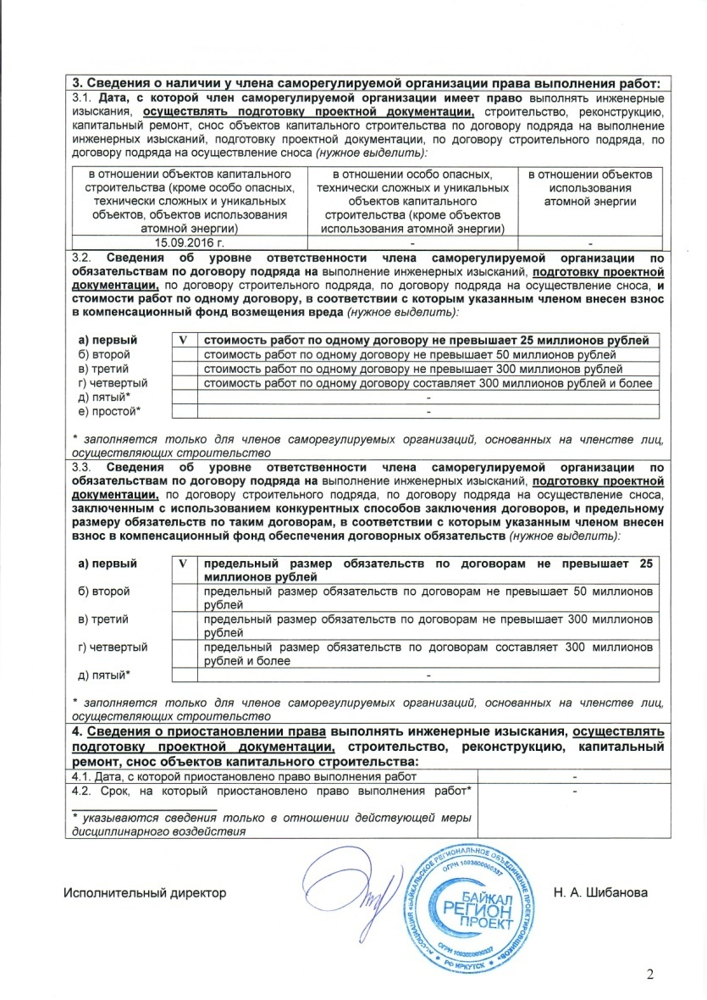 3. Сведения о наличии у члена саморегулируемой организации права выполнения работ:
3.1. Дата, с которой член саморегулируемой организации имеет право выполнять инженерные
изыскания, осуществлять подготовку проектной документации, строительство, реконструкцию,
капитальный ремонт, снос объектов капитального строительства по договору подряда на выполнение
инженерных изысканий, подготовку проектной документации, по договору строительного подряда, по
договору подряда на осуществление сноса (нужное выделить):
в отношении объектов капитального
строительства (кроме особо опасных,
технически сложных и уникальных
объектов, объектов использования
атомной энергии)
в отношении особо опасных,
технически сложных и уникальных
объектов капитального
строительства (кроме объектов
использования атомной энергии)
в отношении объектов
использования
атомной энергии
15.09.2016 г. - -
3.2. Сведения об уровне ответственности члена саморегулируемой организации по
обязательствам по договору подряда на выполнение инженерных изысканий, подготовку проектной
документации, по договору строительного подряда, по договору подряда на осуществление сноса, и
стоимости работ по одному договору, в соответствии с которым указанным членом внесен взнос
в компенсационный фонд возмещения вреда (нужное выделить):
а) первый V стоимость работ по одному договору не превышает 25 миллионов рублей
б) второй стоимость работ по одному договору не превышает 50 миллионов рублей
в) третий стоимость работ по одному договору не превышает 300 миллионов рублей
г) четвертый стоимость работ по одному договору составляет 300 миллионов рублей и более
д) пятый* -
е) простой* -
* заполняется только для членов саморегулируемых организаций, основанных на членстве лиц,
осуществляющих строительство
3.3. Сведения об уровне ответственности члена саморегулируемой организации по
обязательствам по договору подряда на выполнение инженерных изысканий, подготовку проектной
документации, по договору строительного подряда, по договору подряда на осуществление сноса,
заключенным с использованием конкурентных способов заключения договоров, и предельному
размеру обязательств по таким договорам, в соответствии с которым указанным членом внесен
взнос в компенсационный фонд обеспечения договорных обязательств (нужное выделить):
а) первый V предельный размер обязательств по договорам не превышает 25
миллионов рублей
б) второй предельный размер обязательств по договорам не превышает 50 миллионов
рублей
в) третий предельный размер обязательств по договорам не превышает 300 миллионов
рублей
г) четвертый предельный размер обязательств по договорам составляет 300 миллионов
рублей и более
д) пятый* -
* заполняется только для членов саморегулируемых организаций, основанных на членстве лиц,
осуществляющих строительство
4. Сведения о приостановлении права выполнять инженерные изыскания, осуществлять
подготовку проектной документации, строительство, реконструкцию, капитальный
ремонт, снос объектов капитального строительства:
4.1. Дата, с которой приостановлено право выполнения работ -
4.2. Срок, на который приостановлено право выполнения работ* -
* указываются сведения только в отношении действующей меры
дисциплинарного воздействия
Исполнительный директор
АССОЦИАЦИЯ «БАЙКАЛЬСКОЕ РЕГИОНАЛЬНОЕ ОБЪЕДИНЕНИЕ ПРОЕКТИРОВЩИКОВ»
БАЙКАЛ
РЕГИОН
ПРОЕКТ
РФ ИРКУТСК
Н. А. Шибанова
2